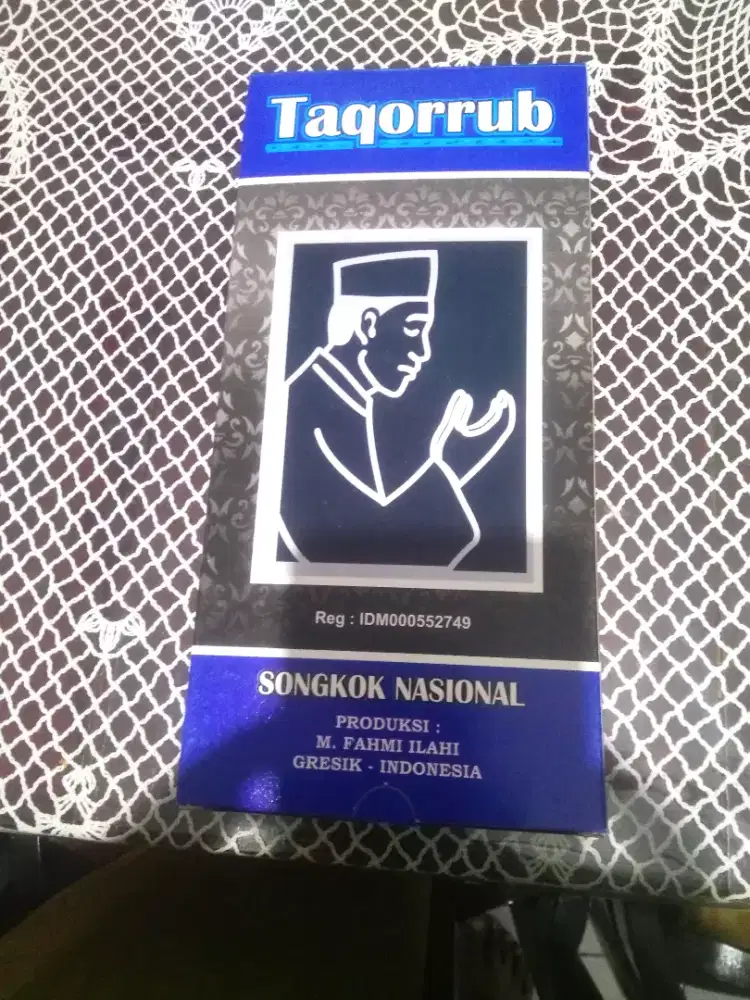 Taqorrub
Reg : IDM000552749
SONGKOK NASIONAL
PRODUKSI :
M. FAHMI ILAHI
GRESIK - INDONESIA